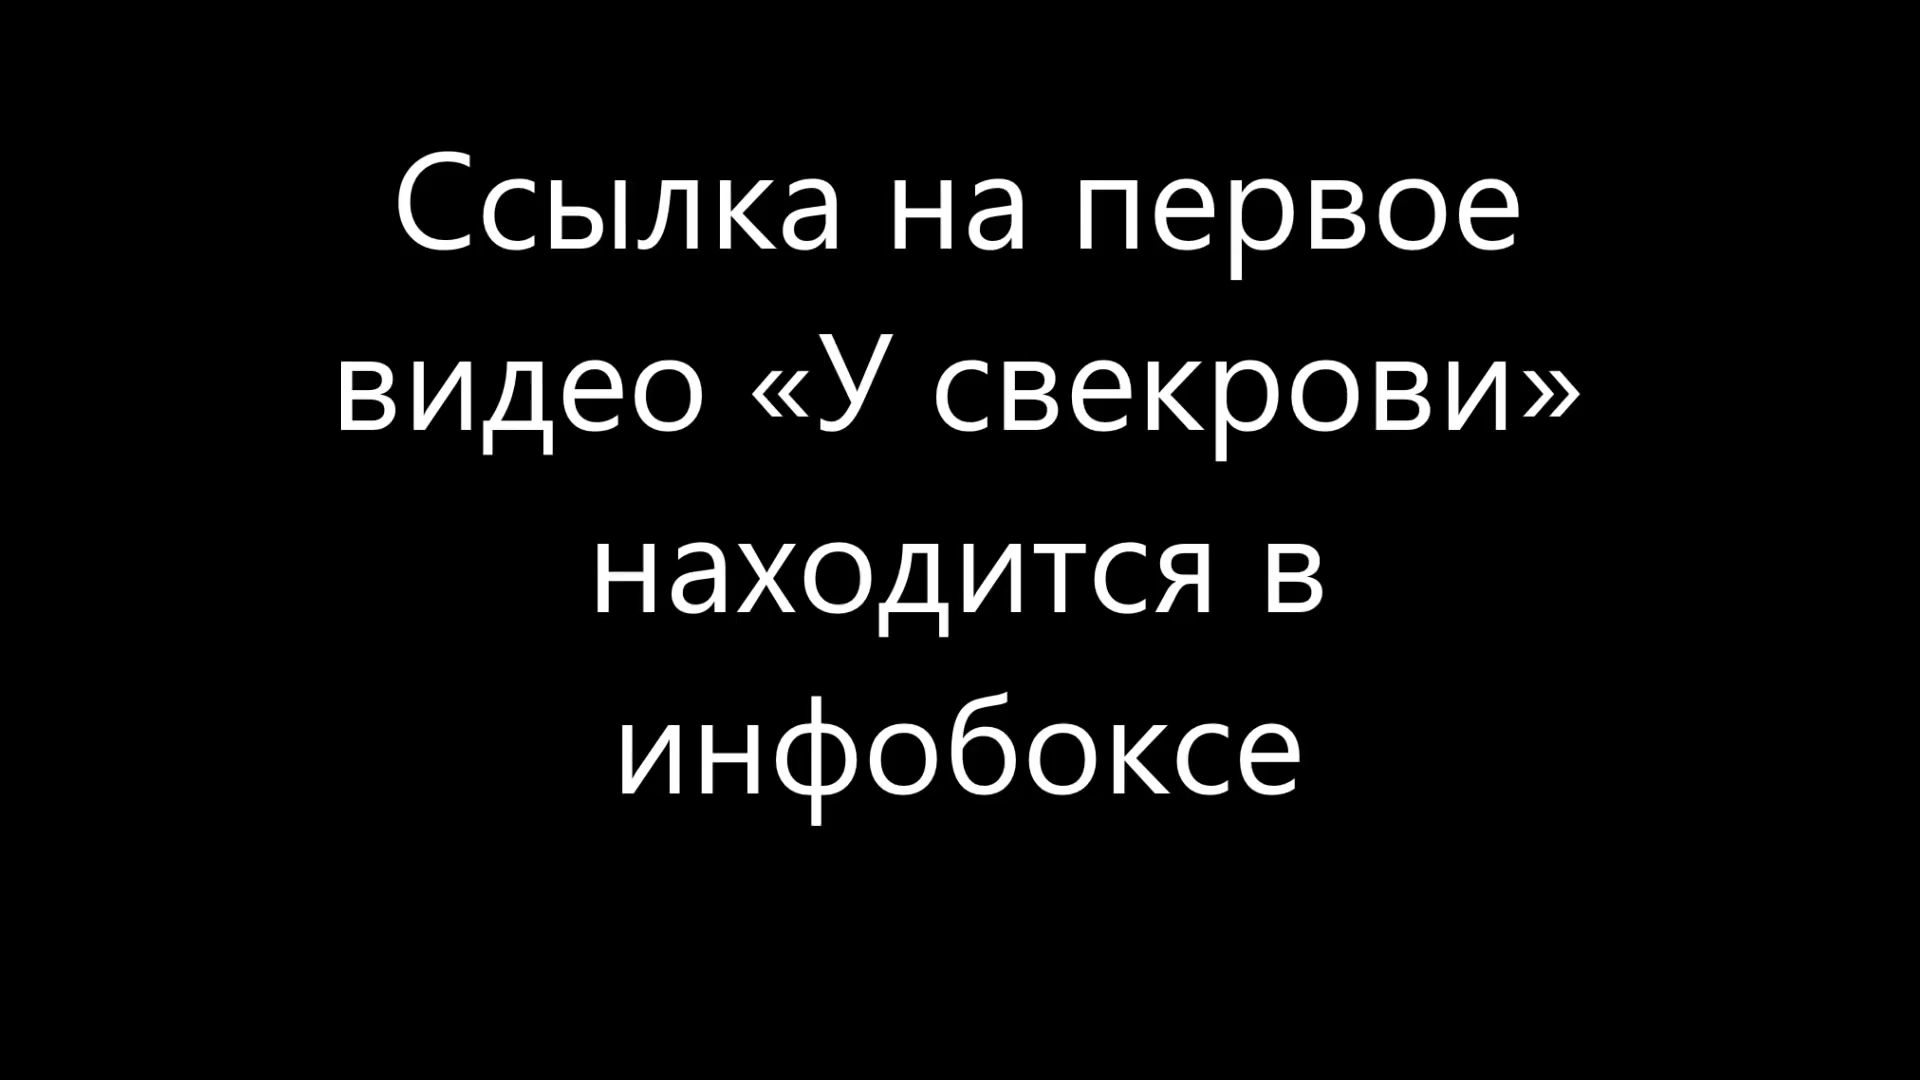 Ссылка на первое
видео «У свекрови»
находится в
инфобоксе